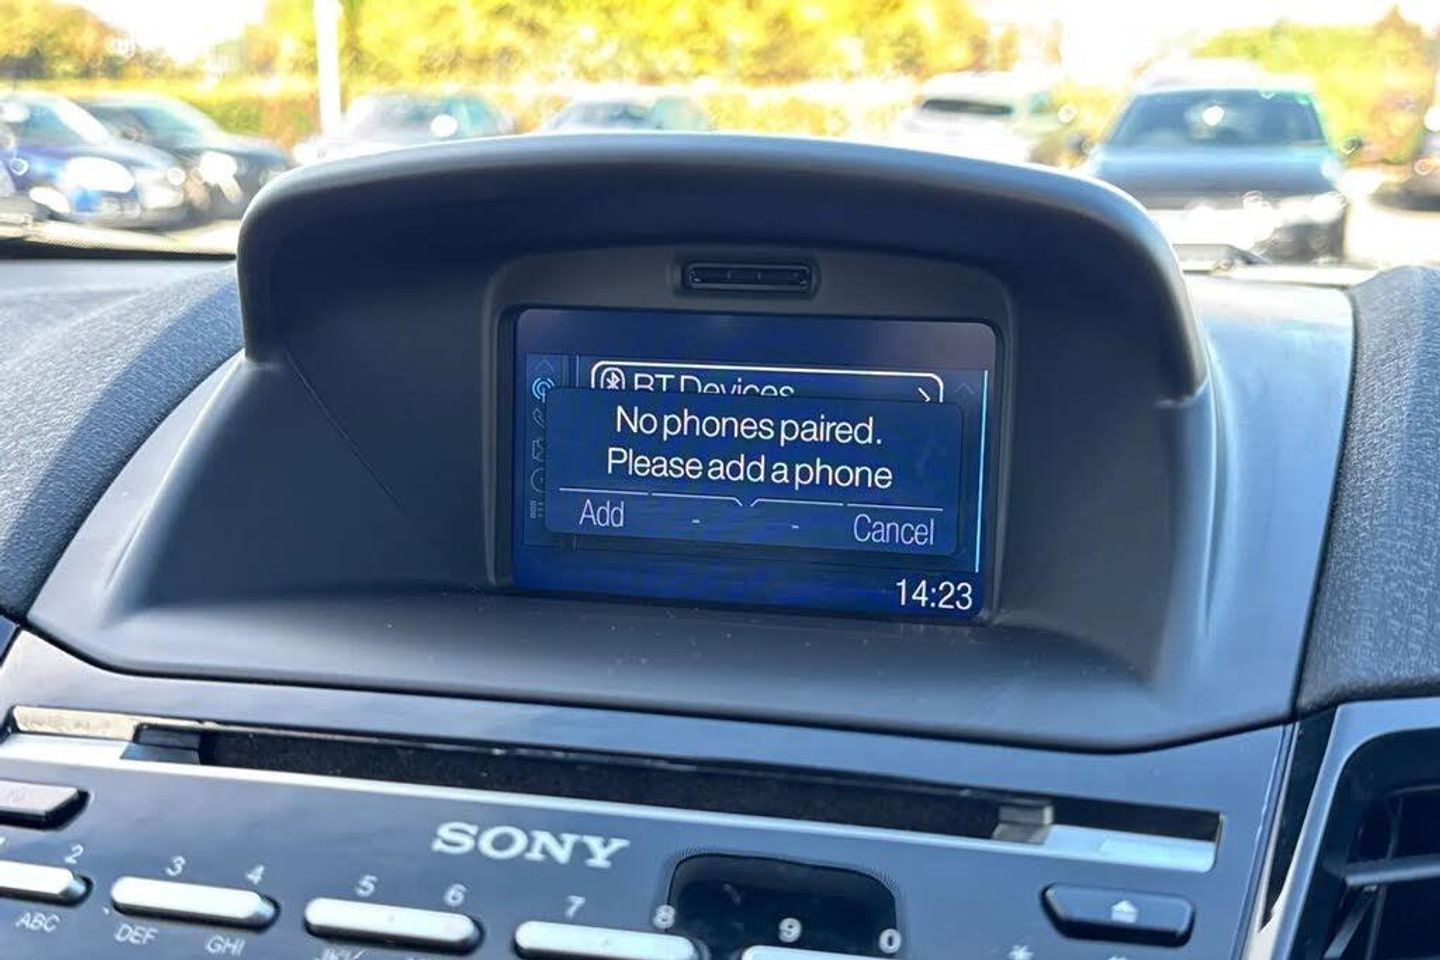 BT Devices
No phones paired.
Please add a phone
Add - - Cancel
14:23
SONY
2 3 4 5 6 7 8 9 0
ABC DEF GHI
*